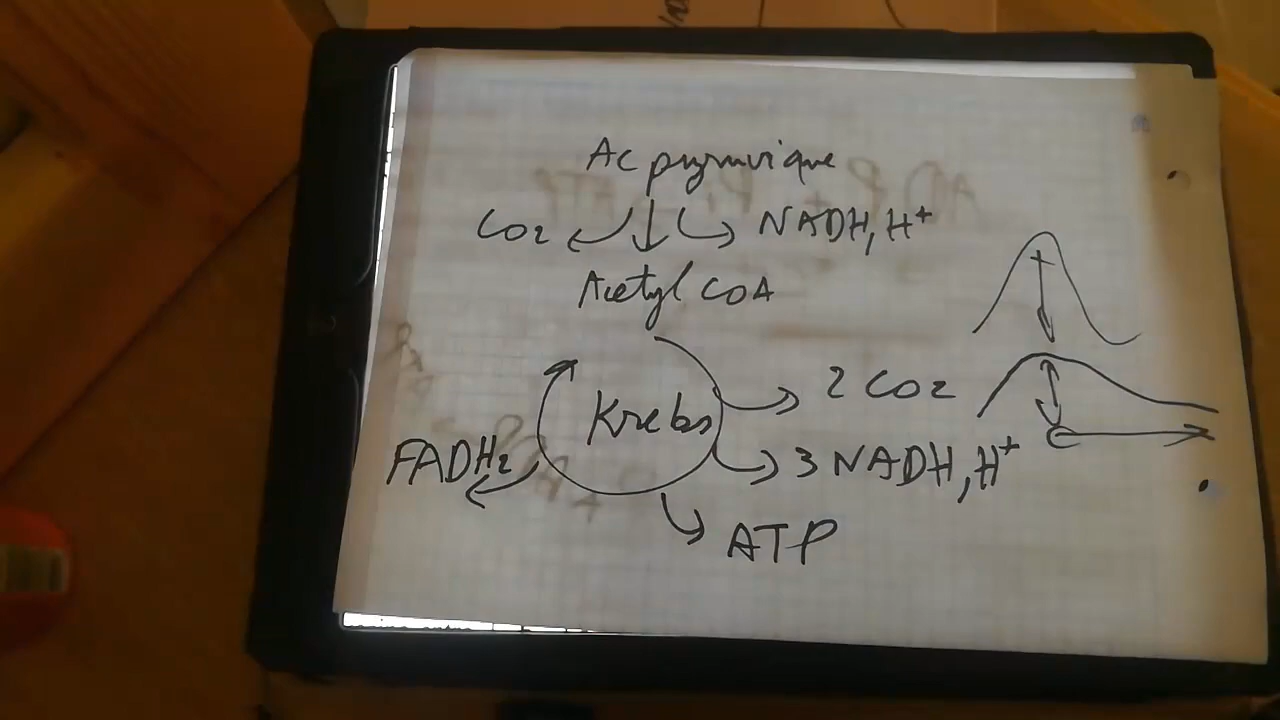 Ac pyruvique
CO2 NADH, H+
Acetyl COA
2 CO2
Krebs
FADH2 3 NADH, H+
ATP